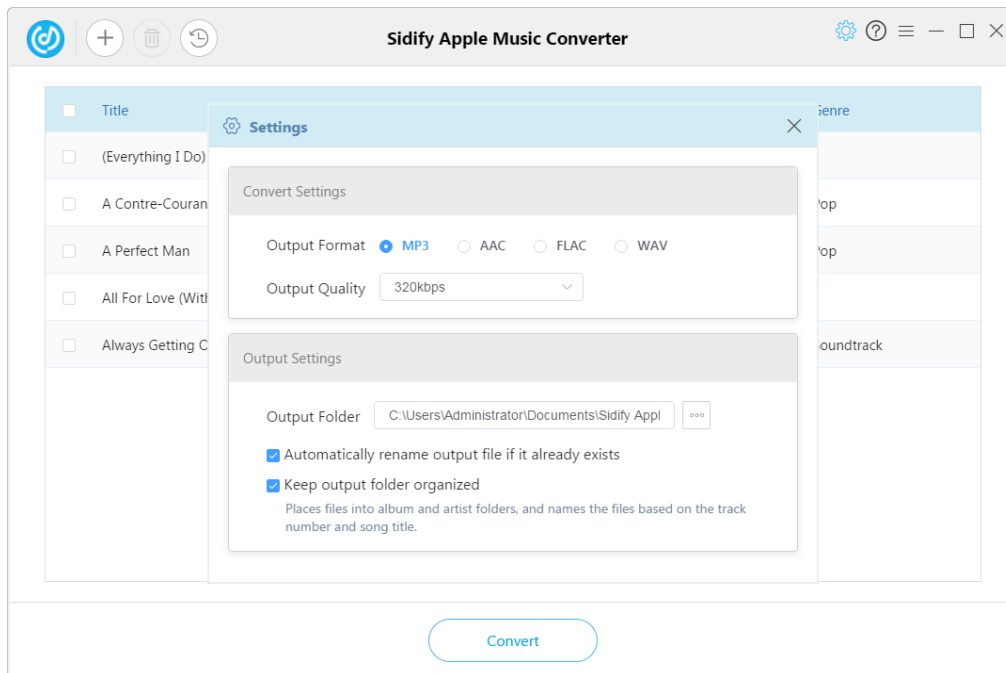 Sidify Apple Music Converter
Title
Genre
Settings
(Everything I Do)
Convert Settings
A Contre-Couran
Pop
Output Format MP3 AAC FLAC WAV
A Perfect Man
Pop
Output Quality 320kbps
All For Love (With
Always Getting O
Soundtrack
Output Settings
Output Folder C:\Users\Administrator\Documents\Sidify Appl
Automatically rename output file if it already exists
Keep output folder organized
Places files into album and artist folders, and names the files based on the track
number and song title.
Convert